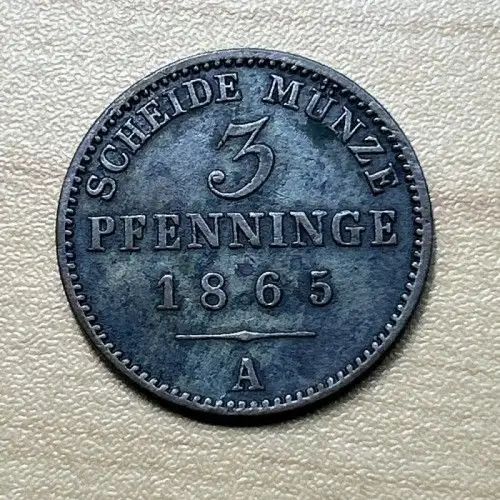 SCHEIDE MÜNZE
3
PFENNINGE
1865
A